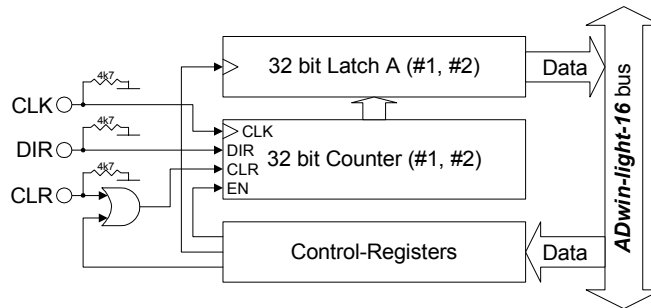 4k7
32 bit Latch A (#1, #2)
Data
CLK
4k7
CLK
DIR
DIR
32 bit Counter (#1, #2)
4k7
CLR
CLR
EN
Control-Registers
Data
ADwin-light-16 bus